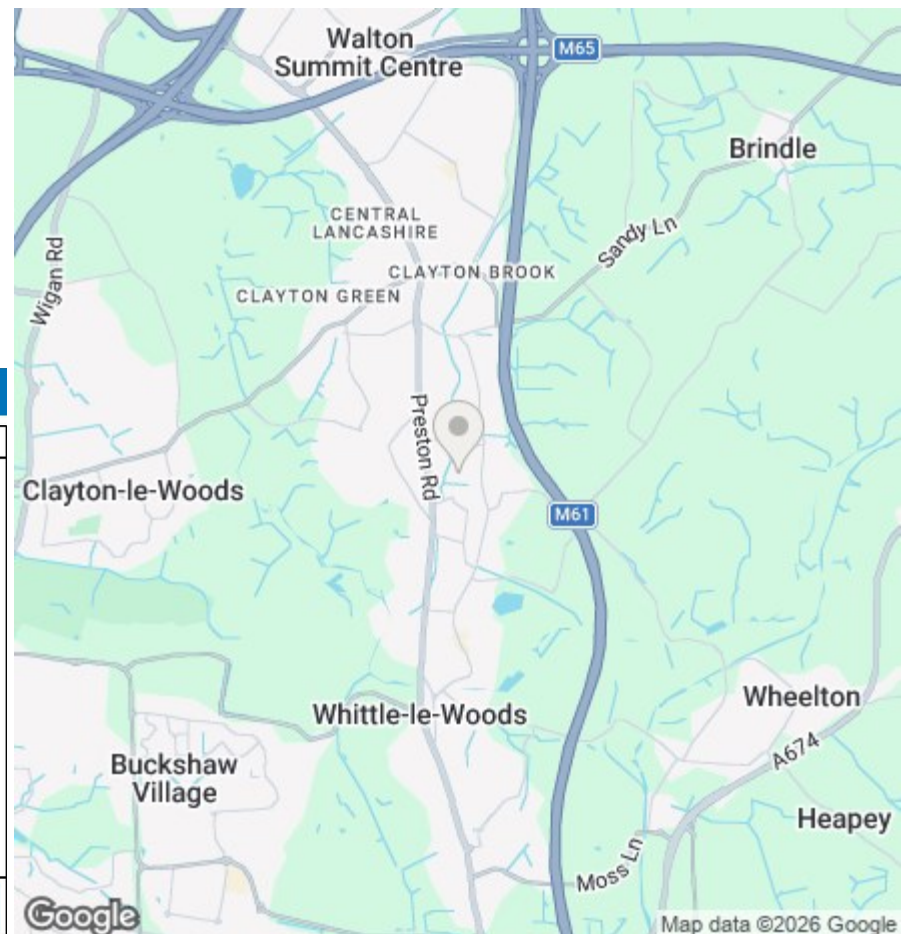 Walton
Summit Centre
M65
Brindle
CENTRAL
LANCASHIRE
Sandy Ln
CLAYTON BROOK
CLAYTON GREEN
Wigan Rd
Preston Rd
Clayton-le-Woods
M61
Wheelton
Whittle-le-Woods
A674
Buckshaw
Village
Heapey
Moss Ln
Google
Map data ©2026 Google